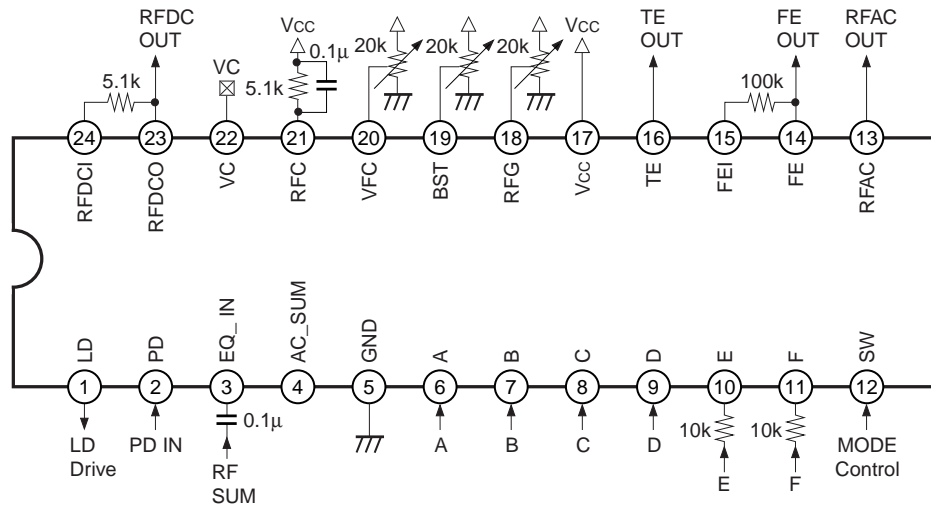 RFDC
OUT
VCC
0.1μ
20k
20k
20k
VCC
TE
OUT
FE
OUT
RFAC
OUT
5.1k
VC
5.1k
100k
24
23
22
21
20
19
18
17
16
15
14
13
RFDCI
RFDCO
VC
RFC
VFC
BST
RFG
VCC
TE
FEI
FE
RFAC
LD
PD
EQ_IN
AC_SUM
GND
A
B
C
D
E
F
SW
1
2
3
4
5
6
7
8
9
10
11
12
LD
Drive
PD IN
0.1μ
RF
SUM
A
B
C
D
10k
E
10k
F
MODE
Control